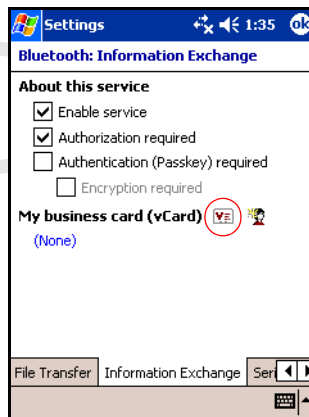 Settings 1:35 ok
Bluetooth: Information Exchange
About this service
Enable service
Authorization required
Authentication (Passkey) required
Encryption required
My business card (vCard)
(None)
File Transfer Information Exchange Seri